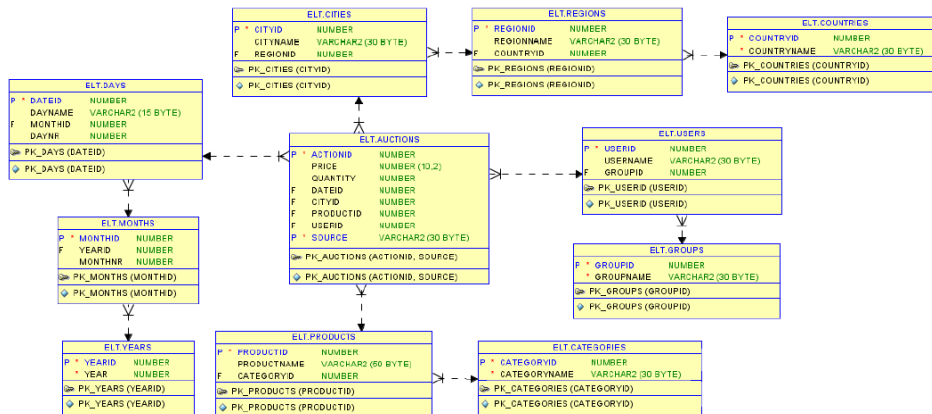 ELT.CITIES
P * CITYID NUMBER
CITYNAME VARCHAR2 (30 BYTE)
F REGIONID NUMBER
PK_CITIES (CITYID)
PK_CITIES (CITYID)
ELT.REGIONS
P * REGIONID NUMBER
REGIONNAME VARCHAR2 (30 BYTE)
F COUNTRYID NUMBER
PK_REGIONS (REGIONID)
PK_REGIONS (REGIONID)
ELT.COUNTRIES
P * COUNTRYID NUMBER
* COUNTRYNAME VARCHAR2 (30 BYTE)
PK_COUNTRIES (COUNTRYID)
PK_COUNTRIES (COUNTRYID)
ELT.DAYS
P * DATEID NUMBER
DAYNAME VARCHAR2 (15 BYTE)
F MONTHID NUMBER
DAYNR NUMBER
PK_DAYS (DATEID)
PK_DAYS (DATEID)
ELT.AUCTIONS
P * ACTIONID NUMBER
PRICE NUMBER (10,2)
QUANTITY NUMBER
F DATEID NUMBER
F CITYID NUMBER
F PRODUCTID NUMBER
F USERID NUMBER
P * SOURCE VARCHAR2 (30 BYTE)
PK_AUCTIONS (ACTIONID, SOURCE)
PK_AUCTIONS (ACTIONID, SOURCE)
ELT.USERS
P * USERID NUMBER
USERNAME VARCHAR2 (30 BYTE)
F GROUPID NUMBER
PK_USERID (USERID)
PK_USERID (USERID)
ELT.MONTHS
P * MONTHID NUMBER
F YEARID NUMBER
MONTHNR NUMBER
PK_MONTHS (MONTHID)
PK_MONTHS (MONTHID)
ELT.GROUPS
P * GROUPID NUMBER
* GROUPNAME VARCHAR2 (30 BYTE)
PK_GROUPS (GROUPID)
PK_GROUPS (GROUPID)
ELT.YEARS
P * YEARID NUMBER
* YEAR NUMBER
PK_YEARS (YEARID)
PK_YEARS (YEARID)
ELT.PRODUCTS
P * PRODUCTID NUMBER
PRODUCTNAME VARCHAR2 (50 BYTE)
F CATEGORYID NUMBER
PK_PRODUCTS (PRODUCTID)
PK_PRODUCTS (PRODUCTID)
ELT.CATEGORIES
P * CATEGORYID NUMBER
* CATEGORYNAME VARCHAR2 (30 BYTE)
PK_CATEGORIES (CATEGORYID)
PK_CATEGORIES (CATEGORYID)